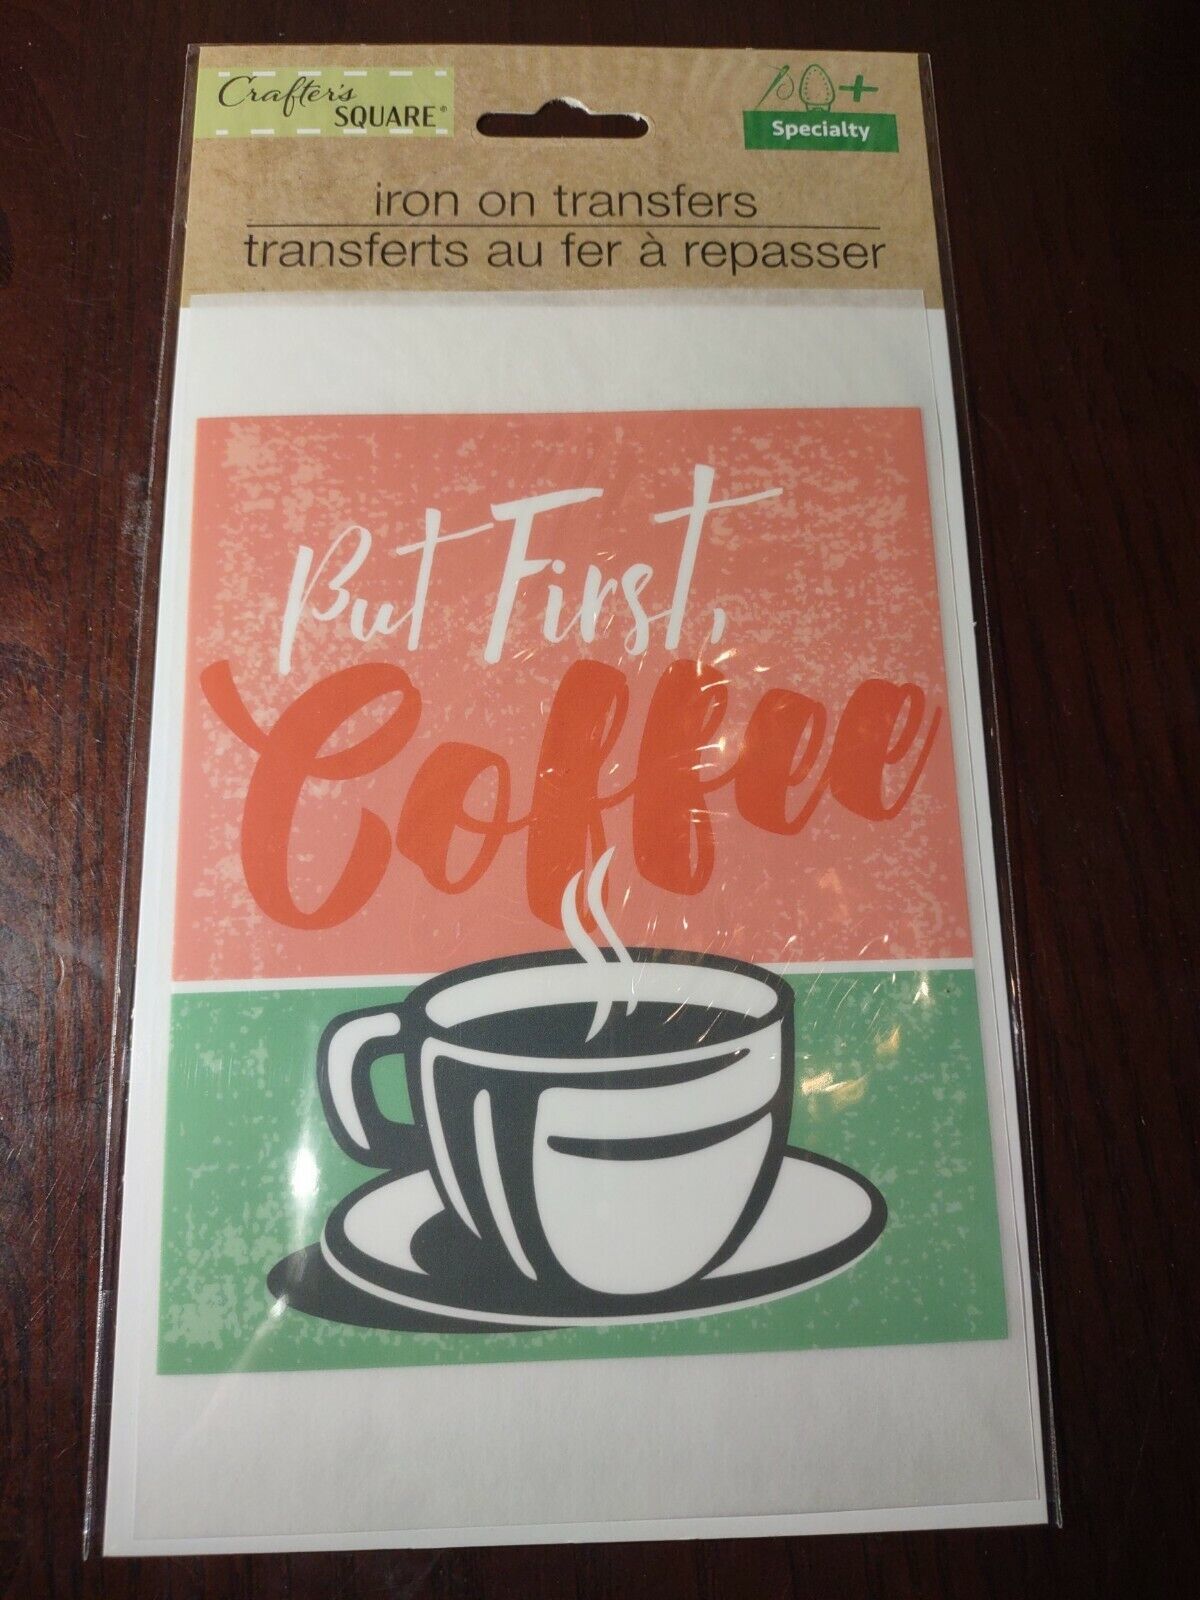 Crafter's
SQUARE®
Specialty
iron on transfers
transferts au fer à repasser
But First,
Coffee